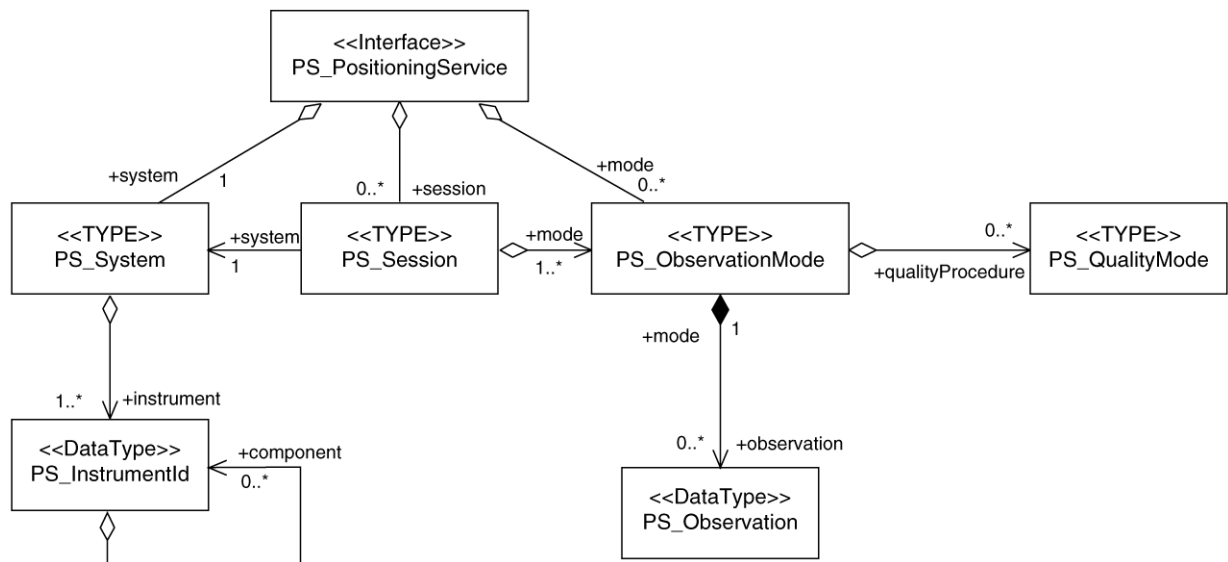 <<Interface>>
PS_PositioningService
+system
1
0..*
+session
+mode
0..*
<<TYPE>>
PS_System
+system
1
<<TYPE>>
PS_Session
+mode
1..*
<<TYPE>>
PS_ObservationMode
0..*
+qualityProcedure
<<TYPE>>
PS_QualityMode
+mode
1
1..*
+instrument
<<DataType>>
PS_InstrumentId
+component
0..*
0..*
+observation
<<DataType>>
PS_Observation